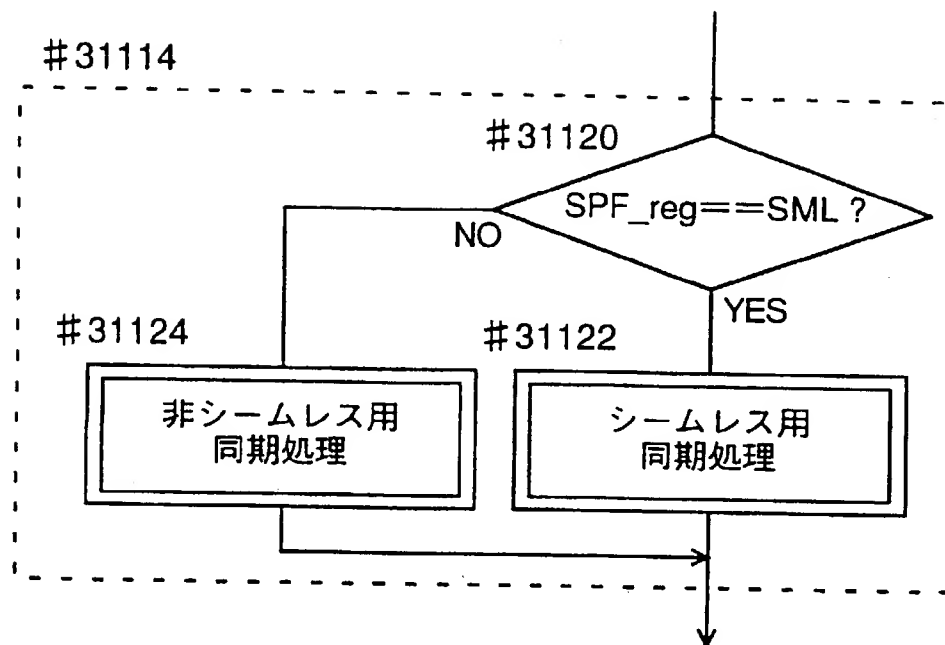 #31114
#31120
SPF_reg==SML ?
NO
YES
#31124
#31122
非シームレス用
同期処理
シームレス用
同期処理